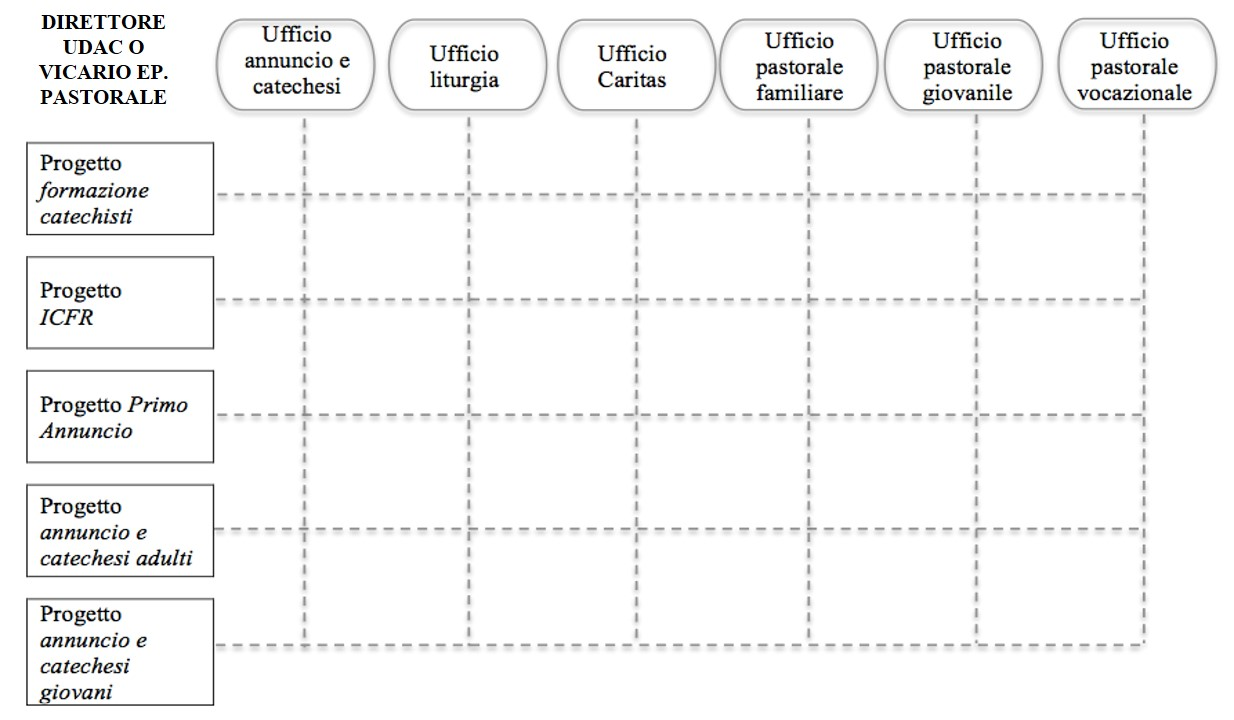 DIRETTORE
UDAC O
VICARIO EP.
PASTORALE
Ufficio
annuncio e
catechesi
Ufficio
liturgia
Ufficio
Caritas
Ufficio
pastorale
familiare
Ufficio
pastorale
giovanile
Ufficio
pastorale
vocazionale
Progetto
formazione
catechisti
Progetto
ICFR
Progetto Primo
Annuncio
Progetto
annuncio e
catechesi adulti
Progetto
annuncio e
catechesi
giovani